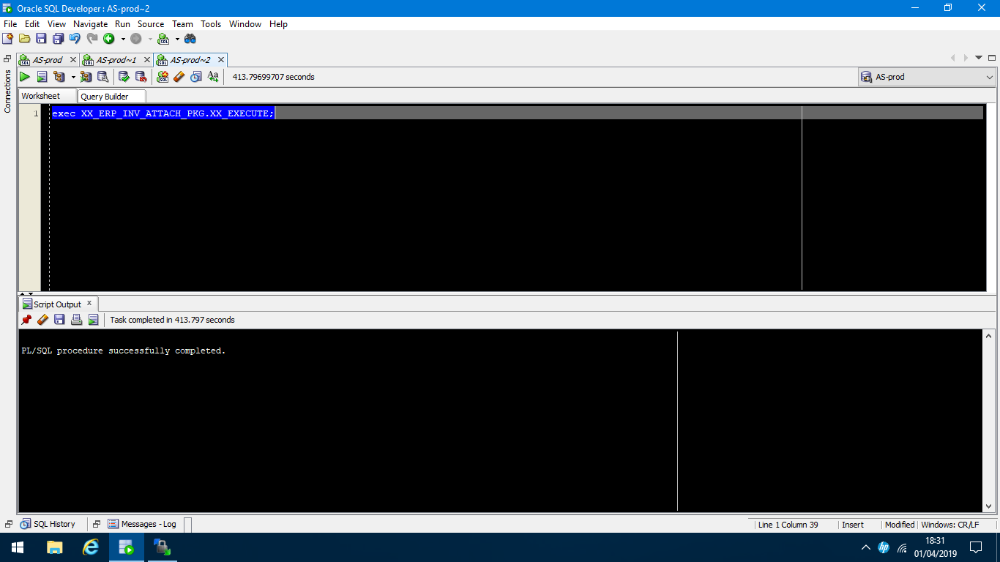 Oracle SQL Developer : AS-prod~2
File Edit View Navigate Run Source Team Tools Window Help
AS-prod AS-prod~1 AS-prod~2
413.79699707 seconds AS-prod
Connections
Worksheet Query Builder
1 exec XX_ERP_INV_ATTACH_PKG.XX_EXECUTE;
Script Output x
Task completed in 413.797 seconds
PL/SQL procedure successfully completed.
SQL History Messages - Log Line 1 Column 39 Insert Modified Windows: CR/LF
18:31
01/04/2019